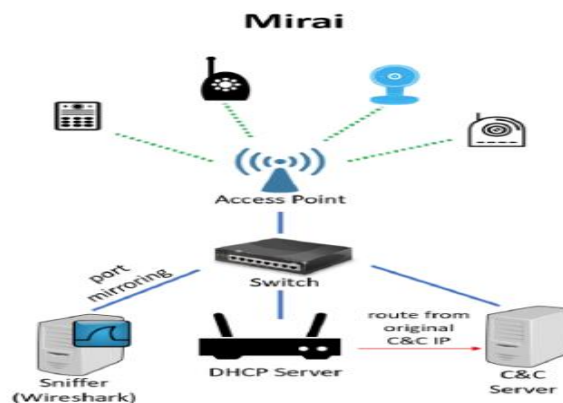 Mirai
Access Point
port
mirroring
Switch
route from
original
C&C IP
Sniffer
(Wireshark)
DHCP Server
C&C
Server